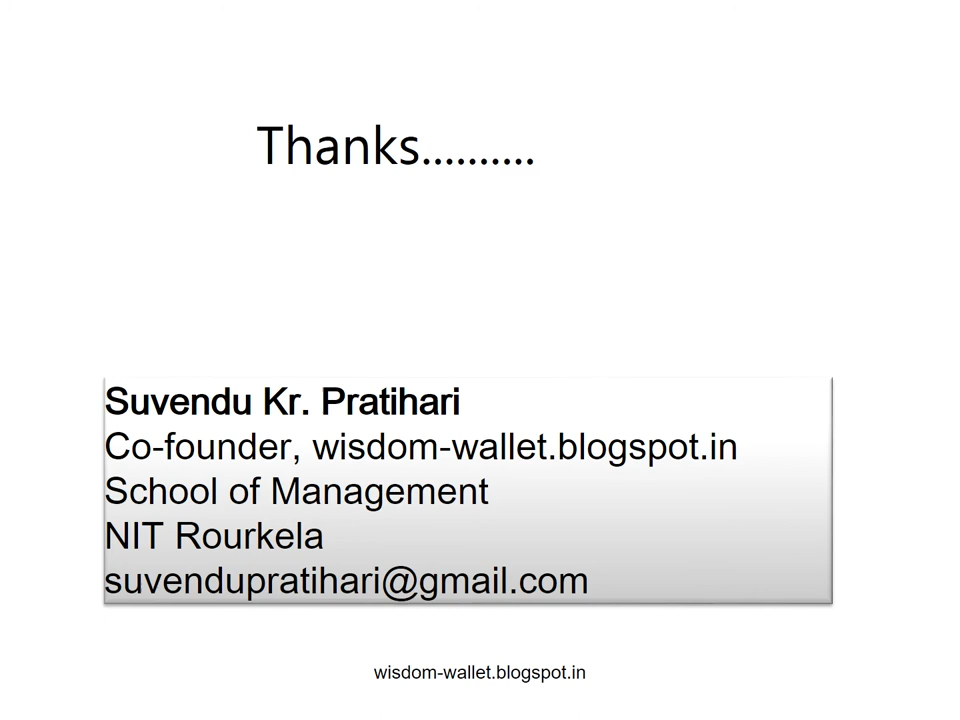 Thanks..........
Suvendu Kr. Pratihari
Co-founder, wisdom-wallet.blogspot.in
School of Management
NIT Rourkela
suvendupratihari@gmail.com
wisdom-wallet.blogspot.in